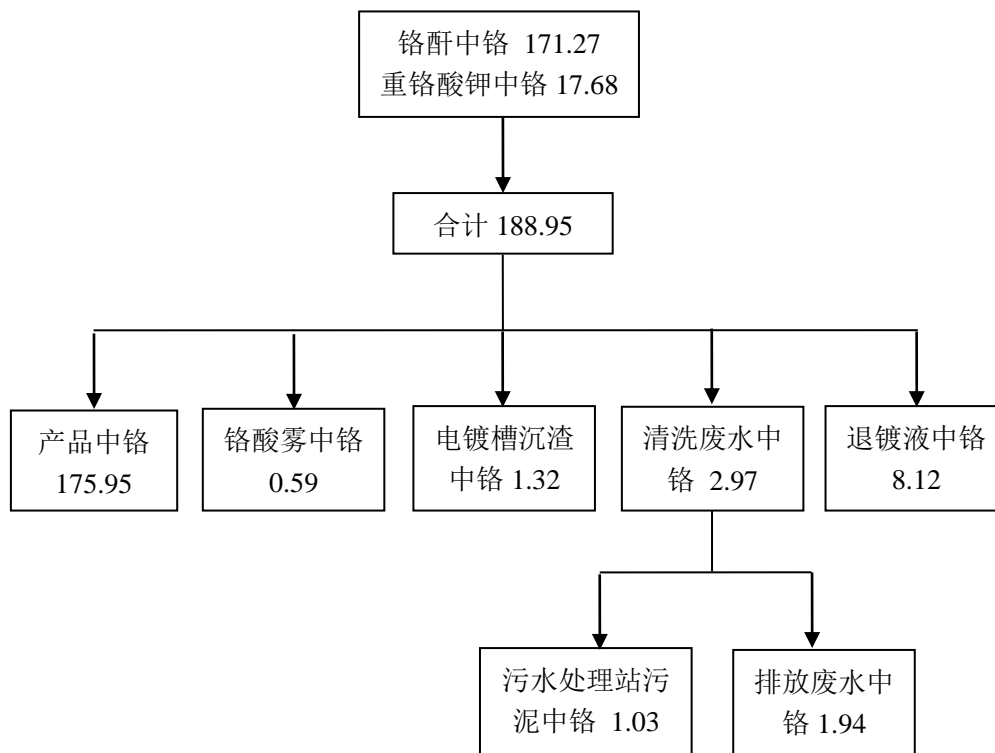 铬酐中铬 171.27
重铬酸钾中铬 17.68
合计 188.95
产品中铬
175.95
铬酸雾中铬
0.59
电镀槽沉渣
中铬 1.32
清洗废水中
铬 2.97
退镀液中铬
8.12
污水处理站污
泥中铬 1.03
排放废水中
铬 1.94